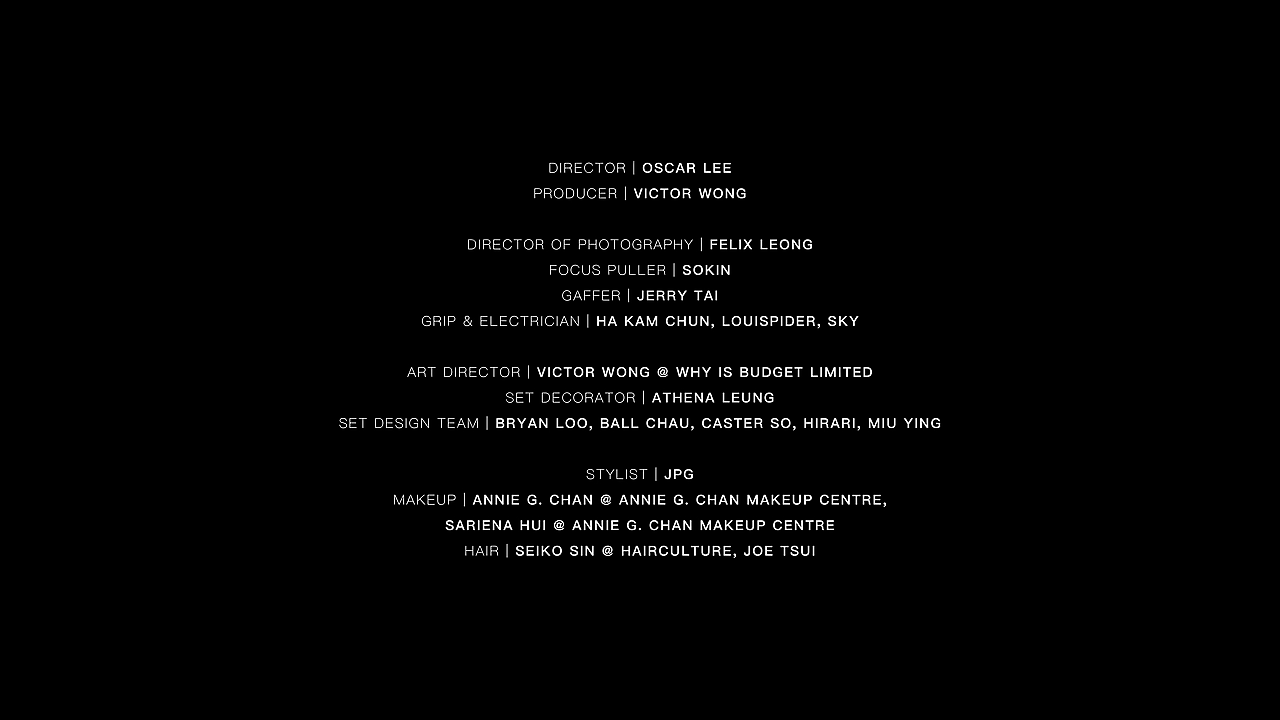 DIRECTOR | OSCAR LEE
PRODUCER | VICTOR WONG
DIRECTOR OF PHOTOGRAPHY | FELIX LEONG
FOCUS PULLER | SOKIN
GAFFER | JERRY TAI
GRIP & ELECTRICIAN | HA KAM CHUN, LOUISPIDER, SKY
ART DIRECTOR | VICTOR WONG @ WHY IS BUDGET LIMITED
SET DECORATOR | ATHENA LEUNG
SET DESIGN TEAM | BRYAN LOO, BALL CHAU, CASTER SO, HIRARI, MIU YING
STYLIST | JPG
MAKEUP | ANNIE G. CHAN @ ANNIE G. CHAN MAKEUP CENTRE,
SARIENA HUI @ ANNIE G. CHAN MAKEUP CENTRE
HAIR | SEIKO SIN @ HAIRCULTURE, JOE TSUI